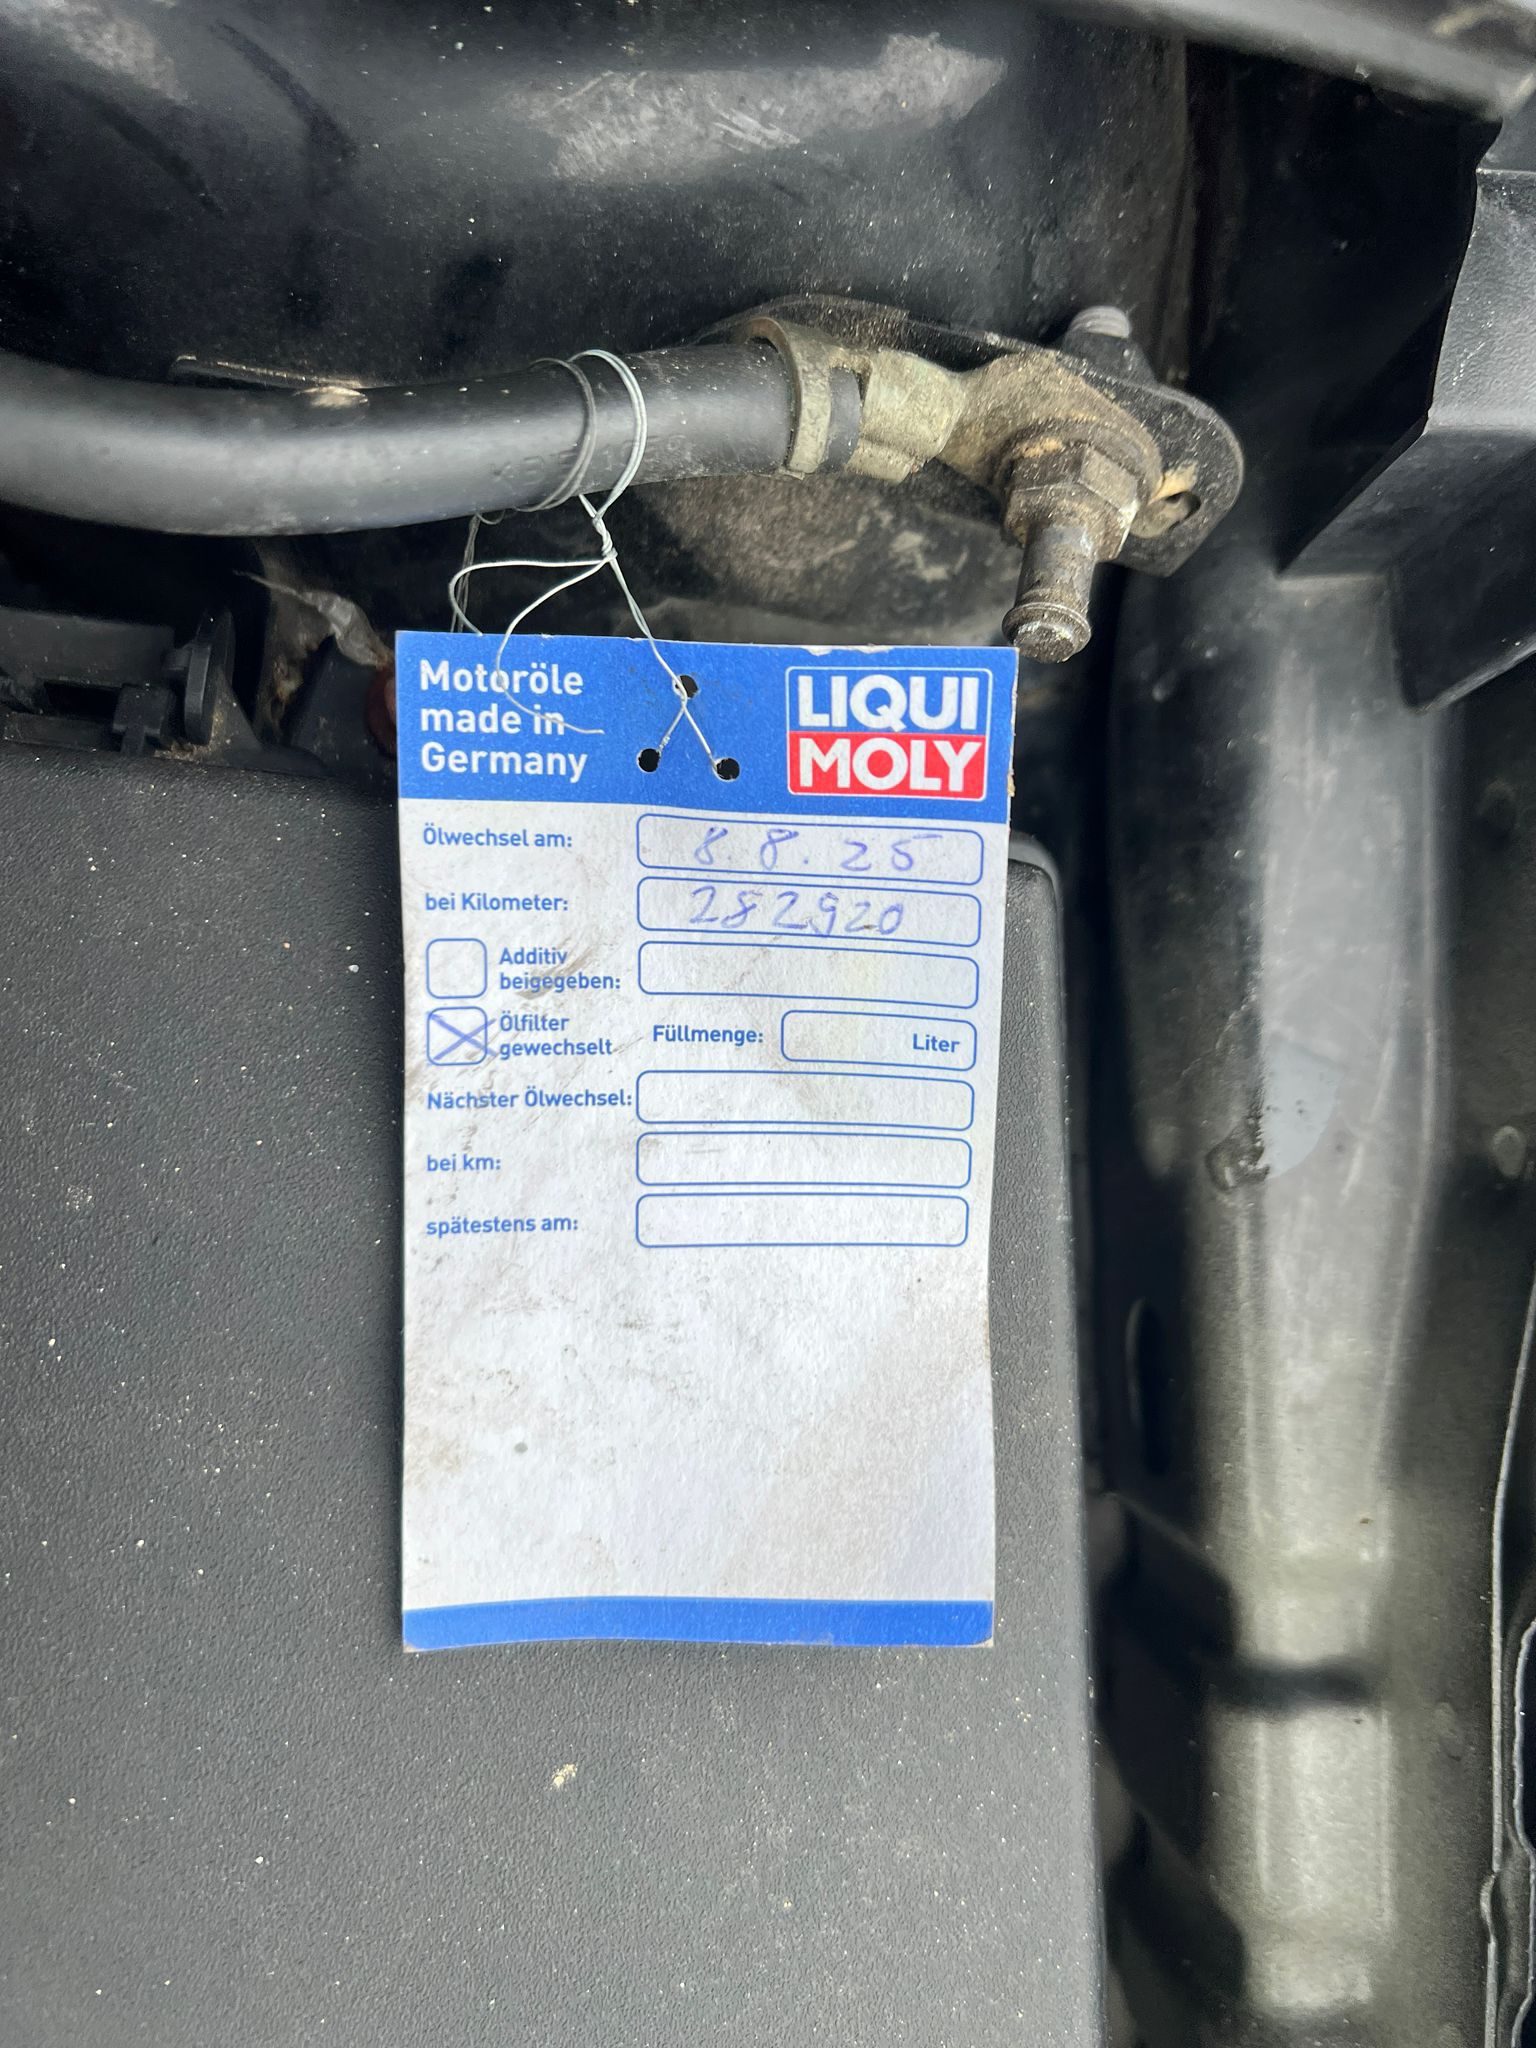 Motoröle
made in
Germany
LIQUI
MOLY
Ölwechsel am: 8.8.25
bei Kilometer: 282920
Additiv
beigegeben:
Ölfilter
gewechselt
Füllmenge: Liter
Nächster Ölwechsel:
bei km:
spätestens am: